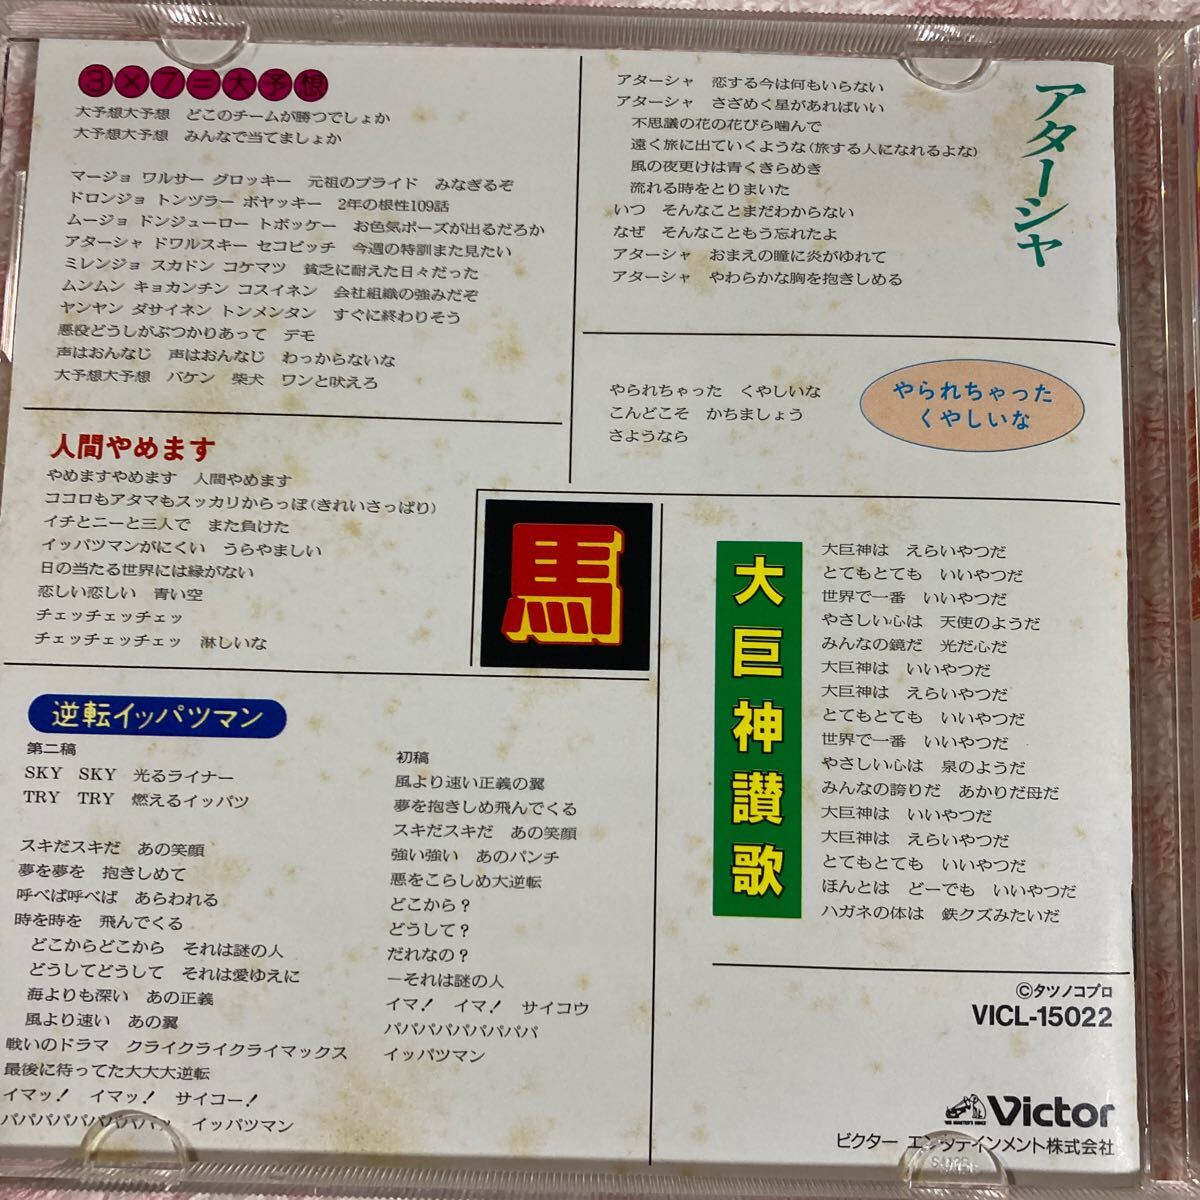 3×7=大予想
大予想大予想　どこのチームが勝つでしょか
大予想大予想　みんなで当てましょか
マージョ ワルサー グロッキー　元祖のプライド　みなぎるぞ
ドロンジョ トンヅラー ボヤッキー　2年の根性109話
ムージョ ドンジューロー トボッケー　お色気ポーズが出るだろか
アターシャ ドワルスキー セコビッチ　今週の特訓また見たい
ミレンジョ スカドン コケマツ　貧乏に耐えた日々だった
ムンムン キョカンチン コスイネン　会社組織の強みだぞ
ヤンヤン ダサイネン トンメンタン　すぐに終わりそう
悪役どうしがぶつかりあって　デモ
声はおんなじ　声はおんなじ　わっからないな
大予想大予想　バケン　柴犬　ワンと吠えろ
人間やめます
やめますやめます　人間やめます
ココロもアタマもスッカリからっぽ(きれいさっぱり)
イチとニーと三人で　また負けた
イッパツマンがにくい　うらやましい
日の当たる世界には縁がない
恋しい恋しい　青い空
チェッチェッチェッ
チェッチェッチェッ　淋しいな
逆転イッパツマン
第二稿
SKY　SKY　光るライナー
TRY　TRY　燃えるイッパツ
スキだスキだ　あの笑顔
夢を夢を　抱きしめて
呼べば呼べば　あらわれる
時を時を　飛んでくる
どこからどこから　それは謎の人
どうしてどうして　それは愛ゆえに
海よりも深い　あの正義
風より速い　あの翼
戦いのドラマ　クライクライクライマックス
最後に待ってた大大大逆転
イマッ！　イマッ！　サイコー！
パパパパパパパパパッ　イッパツマン
初稿
風より速い正義の翼
夢を抱きしめ飛んでくる
スキだスキだ　あの笑顔
強い強い　あのパンチ
悪をこらしめ大逆転
どこから？
どうして？
だれなの？
—それは謎の人
イマ！　イマ！　サイコウ
パパパパパパパパパ
イッパツマン
アターシャ
アターシャ　恋する今は何もいらない
アターシャ　さざめく星があればいい
不思議の花の花びら噛んで
遠く旅に出ていくような(旅する人になれるよな)
風の夜更けは青くきらめき
流れる時をとりまいた
いつ　そんなことまだわからない
なぜ　そんなこともう忘れたよ
アターシャ　おまえの瞳に炎がゆれて
アターシャ　やわらかな胸を抱きしめる
やられちゃった
くやしいな
やられちゃった　くやしいな
こんどこそ　かちましょう
さようなら
馬
大巨神讃歌
大巨神は　えらいやつだ
とてもとても　いいやつだ
世界で一番　いいやつだ
やさしい心は　天使のようだ
みんなの鏡だ　光だ心だ
大巨神は　いいやつだ
大巨神は　えらいやつだ
とてもとても　いいやつだ
世界で一番　いいやつだ
やさしい心は　泉のようだ
みんなの誇りだ　あかりだ母だ
大巨神は　いいやつだ
大巨神は　えらいやつだ
とてもとても　いいやつだ
ほんとは　どーでも　いいやつだ
ハガネの体は　鉄クズみたいだ
©タツノコプロ
VICL-15022
Victor
ビクター エンタテインメント株式会社